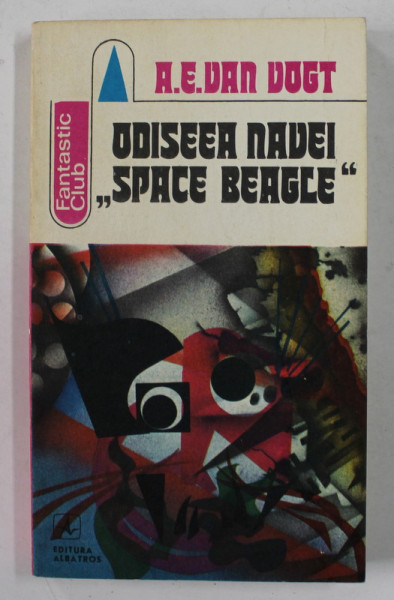 A.E.VAN VOGT
Fantastic
Club
ODISEEA NAVEI
„SPACE BEAGLE“
EDITURA
ALBATROS